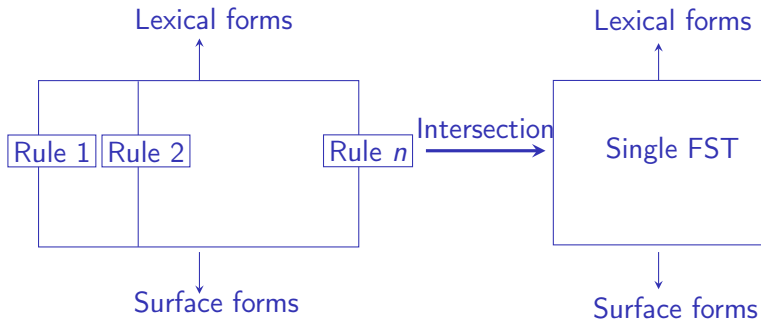 Lexical forms
Rule 1
Rule 2
Rule n
Surface forms
Intersection
Lexical forms
Single FST
Surface forms